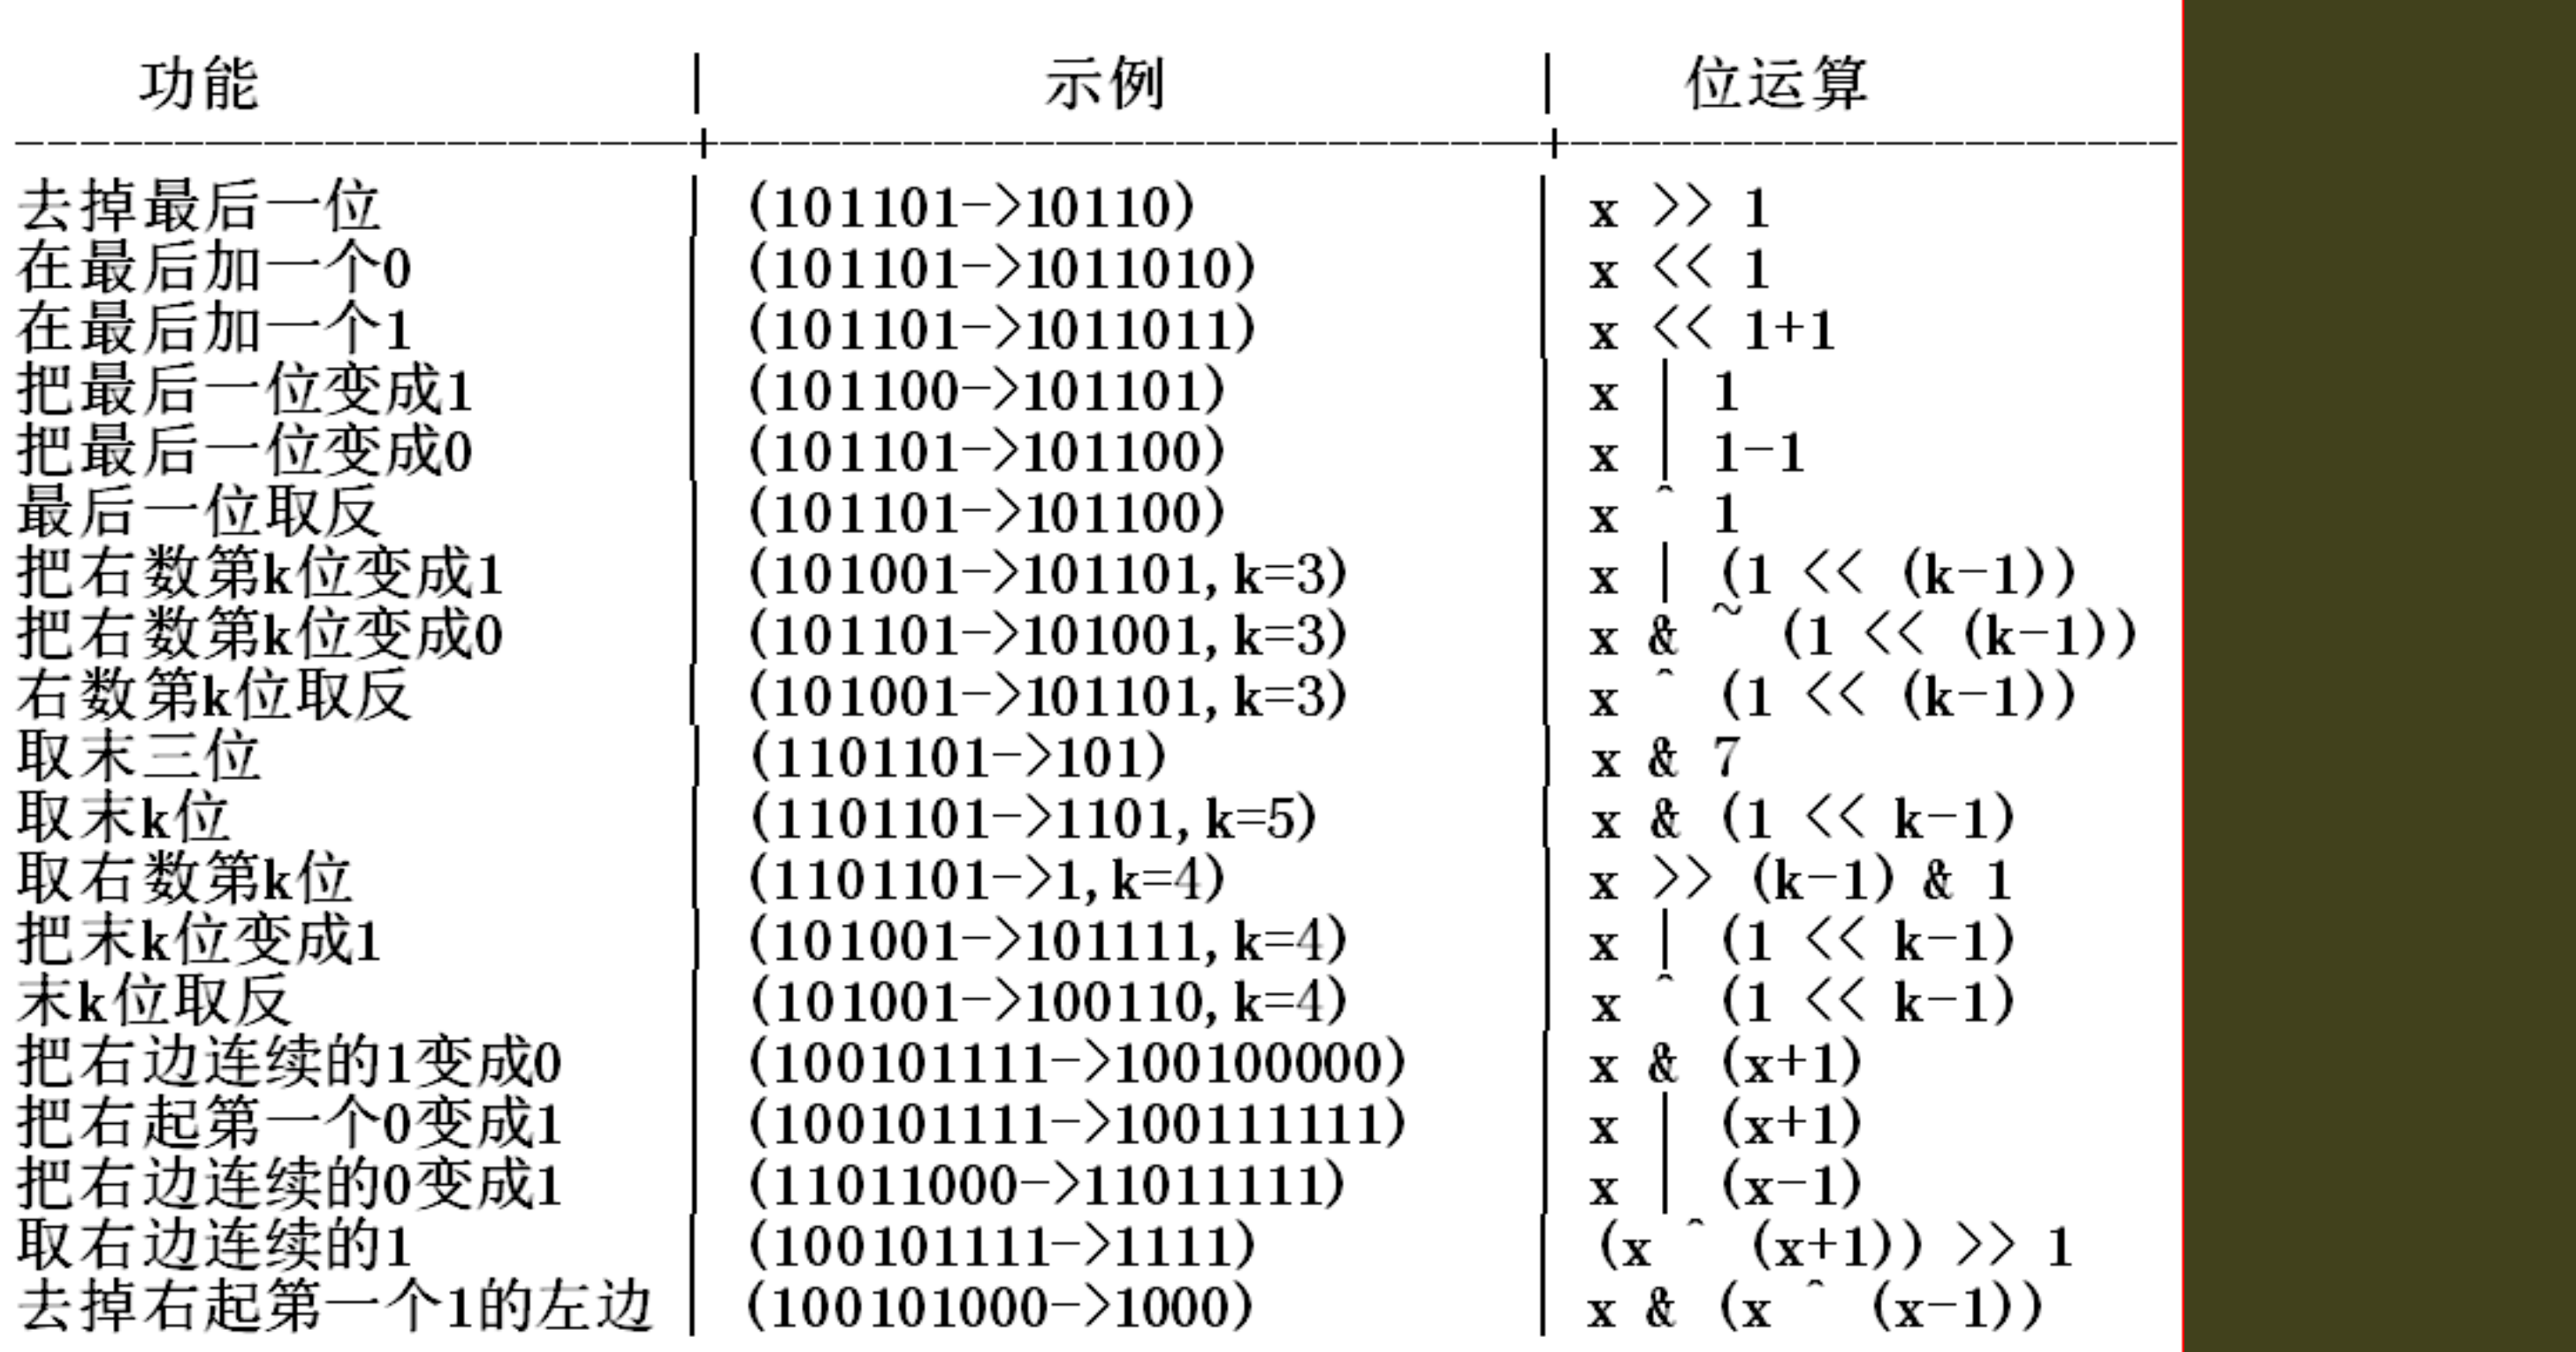 功能 | 示例 | 位运算
----------------------+---------------------------+--------------------
去掉最后一位 | (101101->10110) | x >> 1
在最后加一个0 | (101101->1011010) | x << 1
在最后加一个1 | (101101->1011011) | x << 1+1
把最后一位变成1 | (101100->101101) | x | 1
把最后一位变成0 | (101101->101100) | x | 1-1
最后一位取反 | (101101->101100) | x ^ 1
把右数第k位变成1 | (101001->101101,k=3) | x | (1 << (k-1))
把右数第k位变成0 | (101101->101001,k=3) | x & ~ (1 << (k-1))
右数第k位取反 | (101001->101101,k=3) | x ^ (1 << (k-1))
取末三位 | (1101101->101) | x & 7
取末k位 | (1101101->1101,k=5) | x & (1 << k-1)
取右数第k位 | (1101101->1,k=4) | x >> (k-1) & 1
把末k位变成1 | (101001->101111,k=4) | x | (1 << k-1)
末k位取反 | (101001->100110,k=4) | x ^ (1 << k-1)
把右边连续的1变成0 | (100101111->100100000) | x & (x+1)
把右起第一个0变成1 | (100101111->100111111) | x | (x+1)
把右边连续的0变成1 | (11011000->11011111) | x | (x-1)
取右边连续的1 | (100101111->1111) | (x ^ (x+1)) >> 1
去掉右起第一个1的左边 | (100101000->1000) | x & (x ^ (x-1))